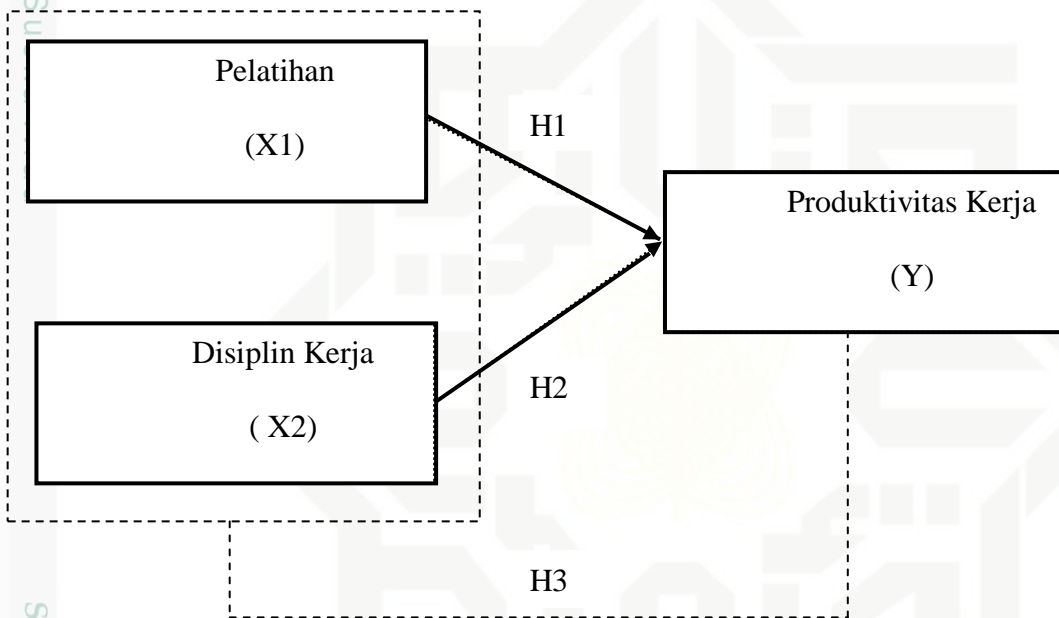 Pelatihan
(X1)
H1
Produktivitas Kerja
(Y)
Disiplin Kerja
( X2)
H2
H3